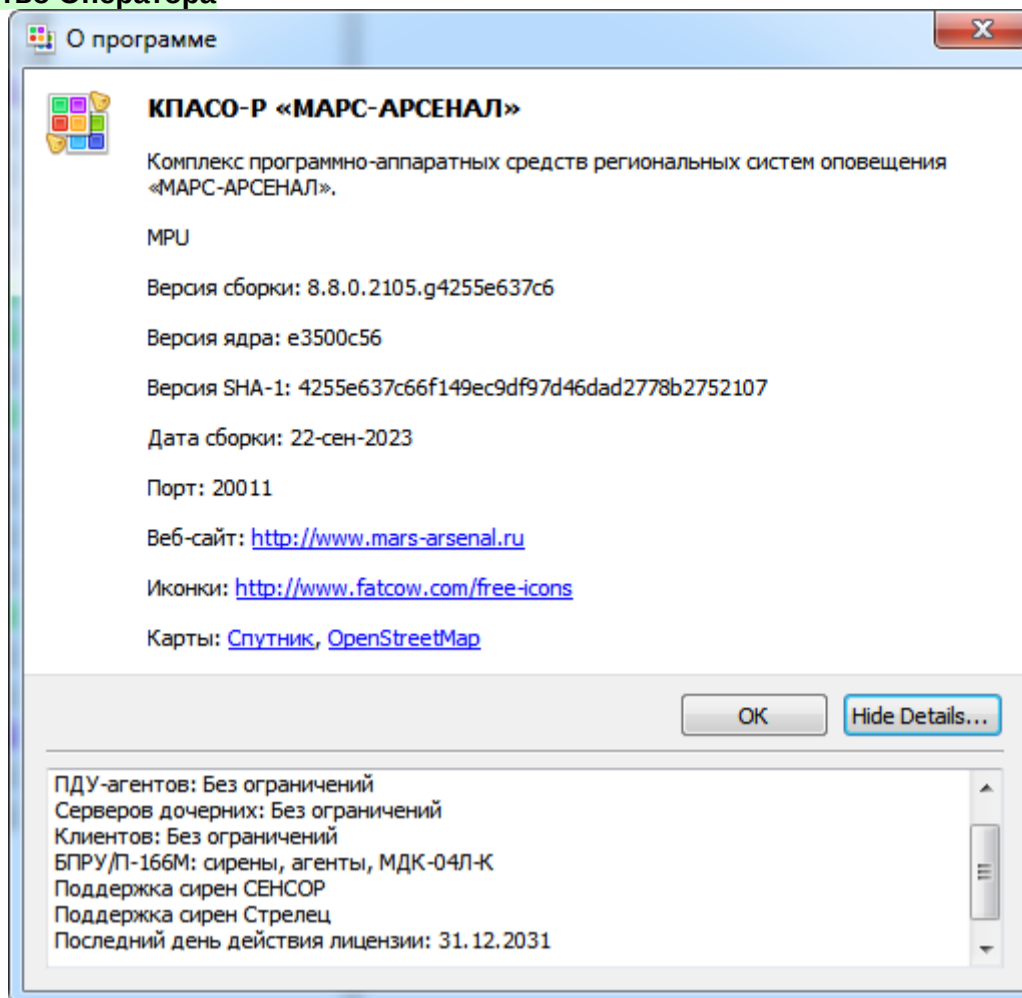 Оператора
О программе
КПАСО-Р «МАРС-АРСЕНАЛ»
Комплекс программно-аппаратных средств региональных систем оповещения
«МАРС-АРСЕНАЛ».
MPU
Версия сборки: 8.8.0.2105.g4255e637c6
Версия ядра: e3500c56
Версия SHA-1: 4255e637c66f149ec9df97d46dad2778b2752107
Дата сборки: 22-сен-2023
Порт: 20011
Веб-сайт: http://www.mars-arsenal.ru
Иконки: http://www.fatcow.com/free-icons
Карты: Спутник, OpenStreetMap
OK
Hide Details...
ПДУ-агентов: Без ограничений
Серверов дочерних: Без ограничений
Клиентов: Без ограничений
БПРУ/П-166М: сирены, агенты, МДК-04Л-К
Поддержка сирен СЕНСОР
Поддержка сирен Стрелец
Последний день действия лицензии: 31.12.2031